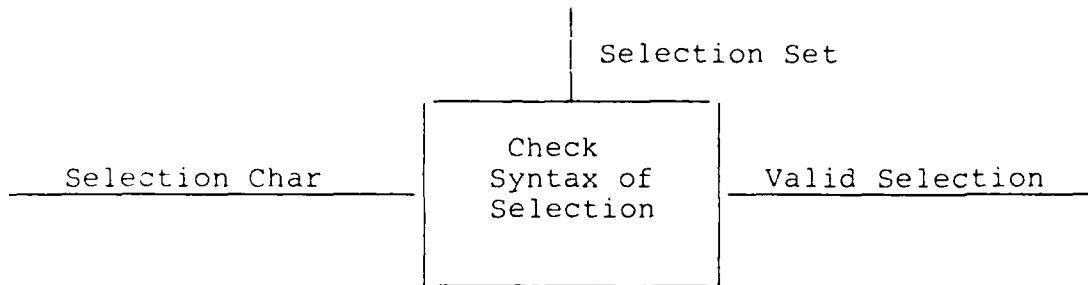 Selection Set
Check
Syntax of
Selection
Selection Char
Valid Selection